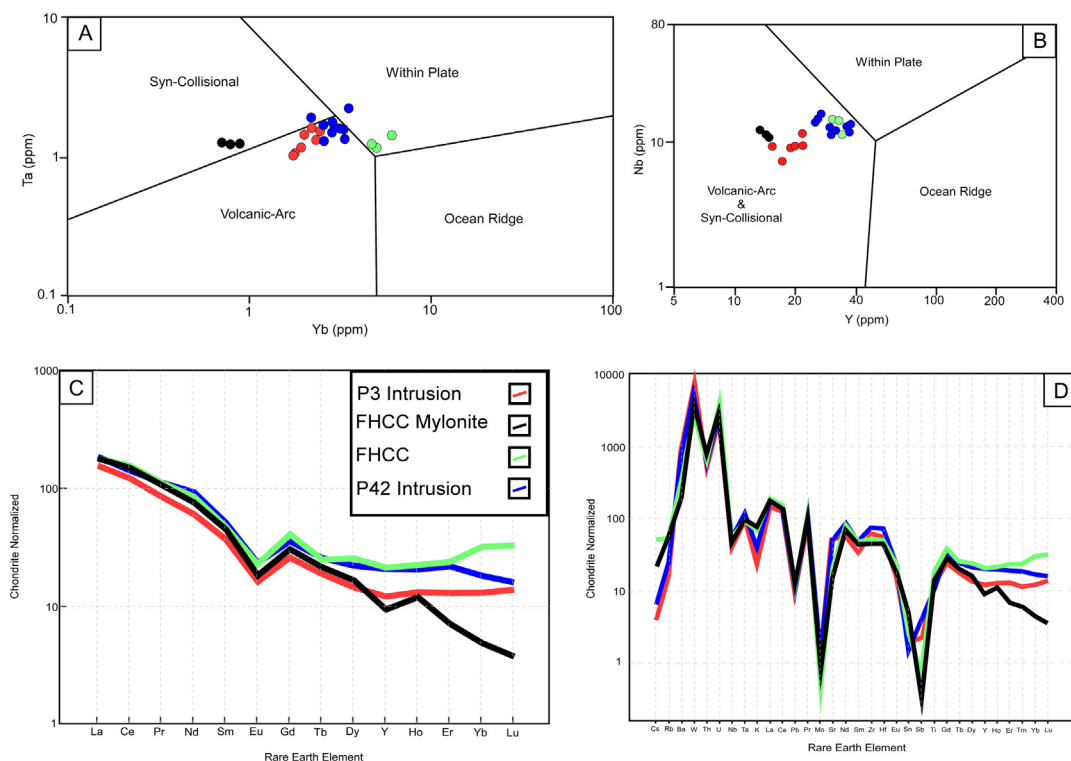 A
10
Syn-Collisional
Within Plate
Ta (ppm)
1
Volcanic-Arc
Ocean Ridge
0.1
0.1
1
10
100
Yb (ppm)
B
80
Within Plate
Nb (ppm)
10
Volcanic-Arc
&
Syn-Collisional
Ocean Ridge
1
5
10
20
40
100
200
400
Y (ppm)
C
1000
P3 Intrusion
FHCC Mylonite
FHCC
P42 Intrusion
Chondrite Normalized
100
10
1
La Ce Pr Nd Sm Eu Gd Tb Dy Y Ho Er Yb Lu
Rare Earth Element
D
10000
1000
Chondrite Normalized
100
10
1
Cs Rb Ba W Th U Nb Ta K La Ce Pb Pr Mo Sr Nd Sm Zr Hf Eu Sn Sb Ti Gd Tb Dy Y Ho Er Tm Yb Lu
Rare Earth Element